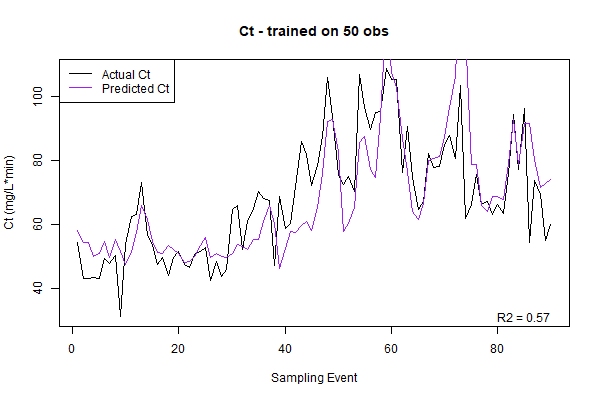 Ct - trained on 50 obs
Actual Ct
Predicted Ct
Ct (mg/L*min)
100
80
60
40
R2 = 0.57
0 20 40 60 80
Sampling Event